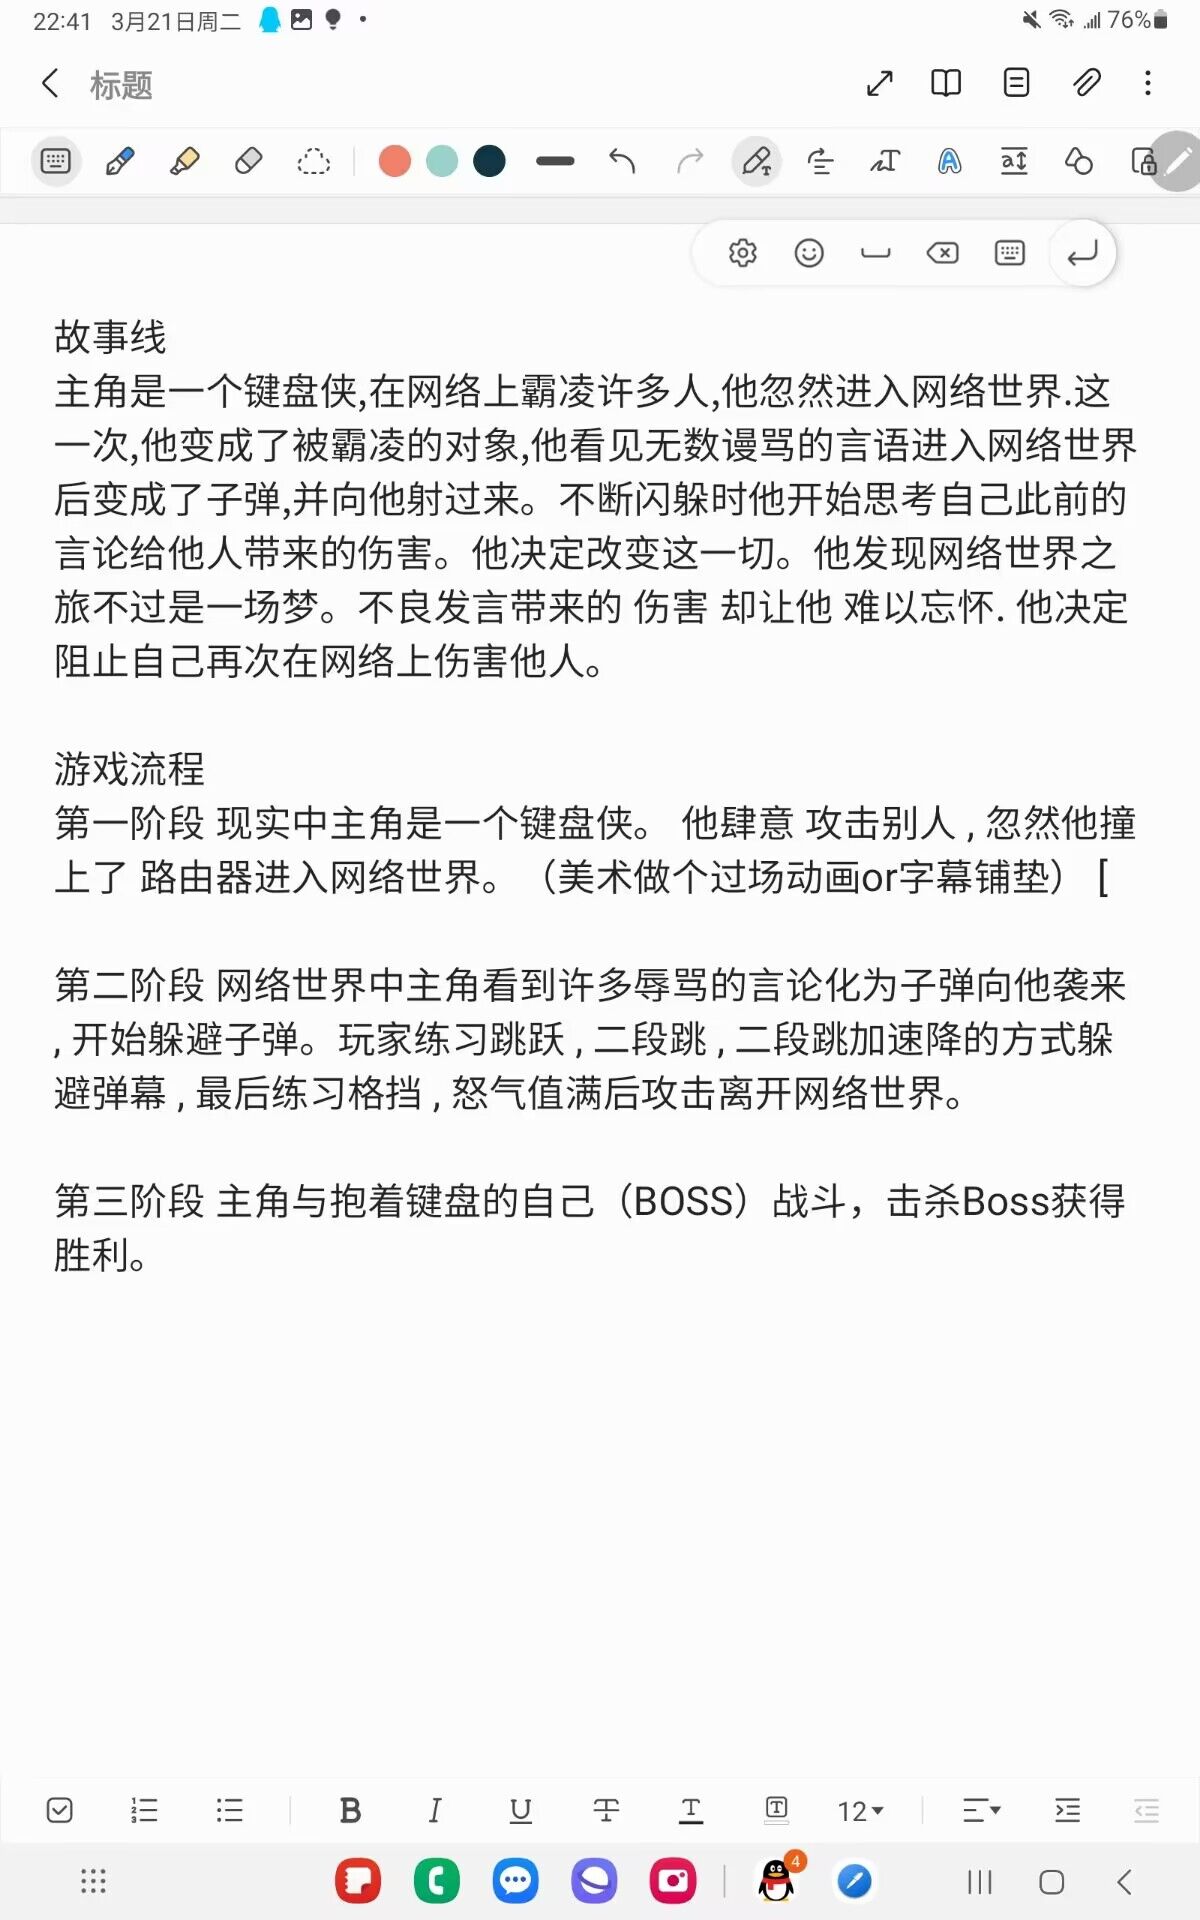 22:41 3月21日周二 76%
标题
故事线
主角是一个键盘侠,在网络上霸凌许多人,他忽然进入网络世界.这
一次,他变成了被霸凌的对象,他看见无数谩骂的言语进入网络世界
后变成了子弹,并向他射过来。不断闪躲时他开始思考自己此前的
言论给他人带来的伤害。他决定改变这一切。他发现网络世界之
旅不过是一场梦。不良发言带来的 伤害 却让他 难以忘怀. 他决定
阻止自己再次在网络上伤害他人。
游戏流程
第一阶段 现实中主角是一个键盘侠。 他肆意 攻击别人 , 忽然他撞
上了 路由器进入网络世界。（美术做个过场动画or字幕铺垫） [
第二阶段 网络世界中主角看到许多辱骂的言论化为子弹向他袭来
, 开始躲避子弹。玩家练习跳跃 , 二段跳 , 二段跳加速降的方式躲
避弹幕 , 最后练习格挡 , 怒气值满后攻击离开网络世界。
第三阶段 主角与抱着键盘的自己（BOSS）战斗，击杀Boss获得
胜利。
B I U T T T 12
4